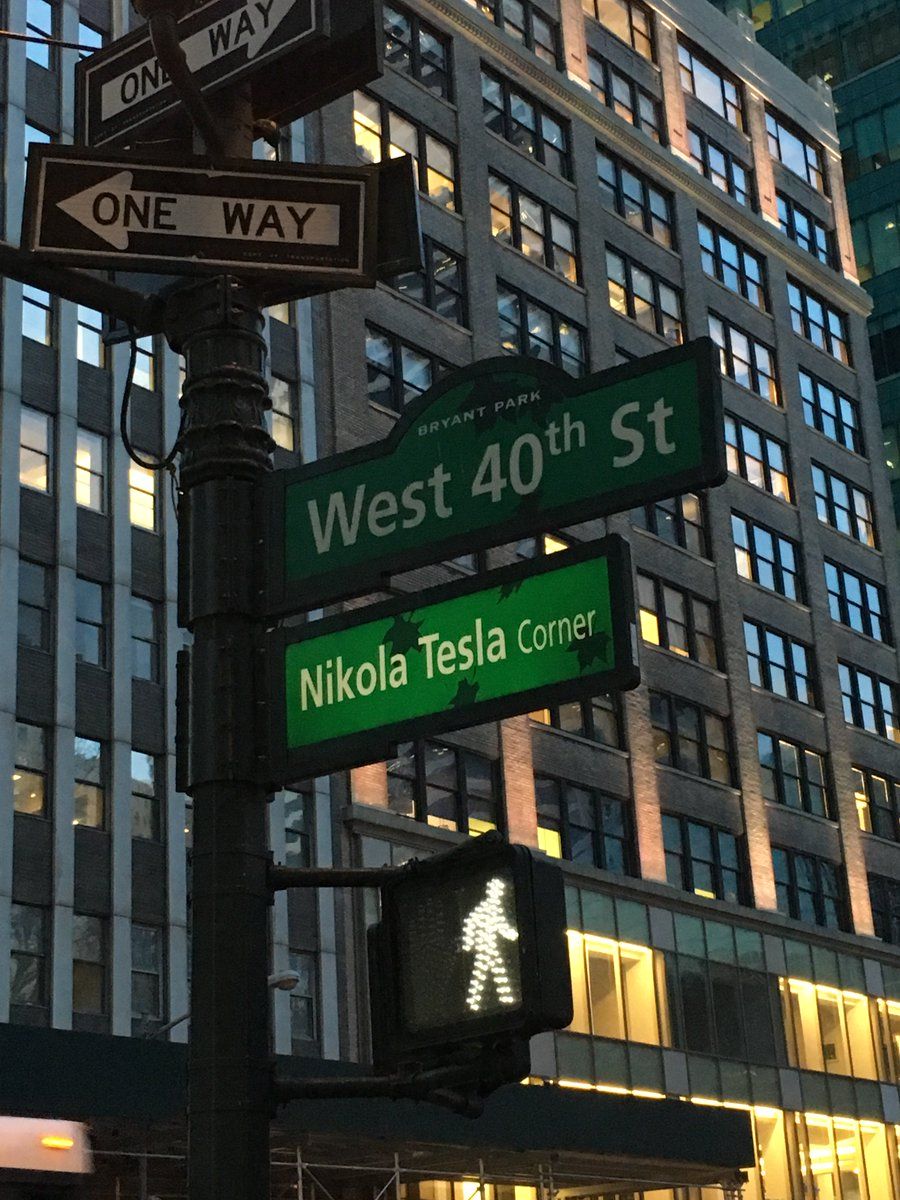 ONE WAY
ONE WAY
BRYANT PARK
West 40th St
Nikola Tesla Corner